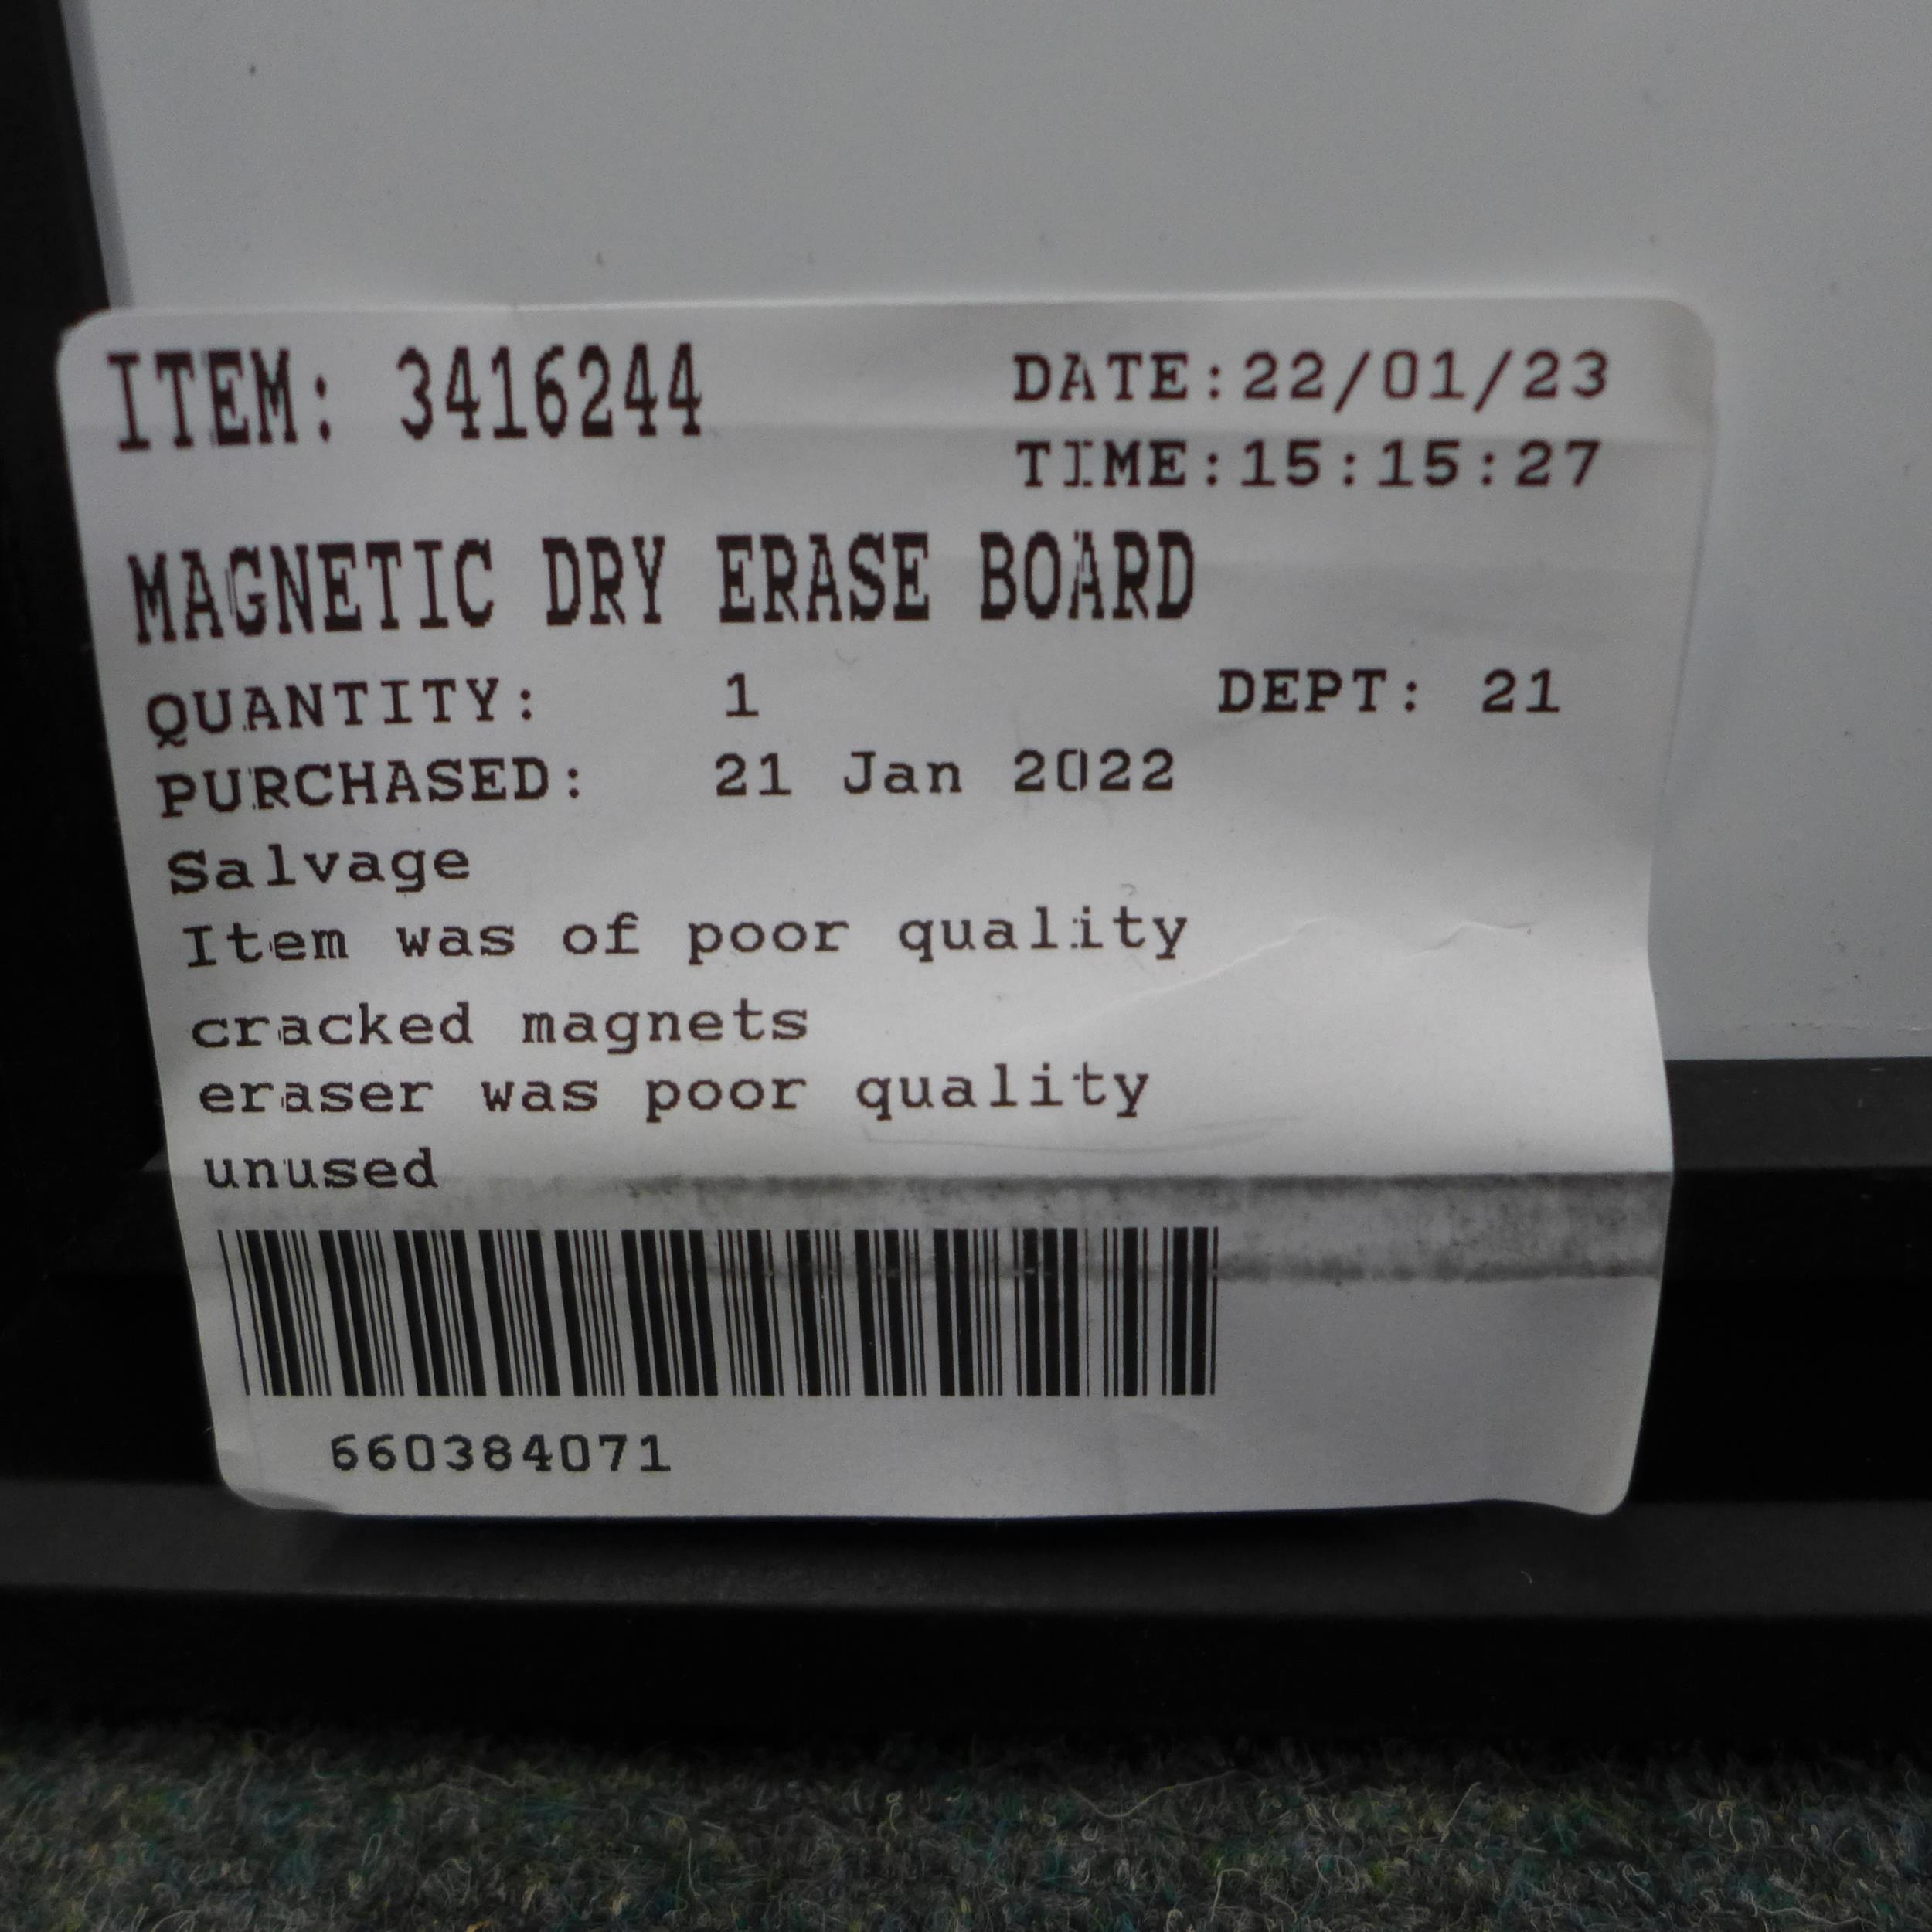 ITEM: 3416244 DATE:22/01/23
TIME:15:15:27
MAGNETIC DRY ERASE BOARD
QUANTITY: 1 DEPT: 21
PURCHASED: 21 Jan 2022
Salvage
Item was of poor quality
cracked magnets
eraser was poor quality
unused
660384071